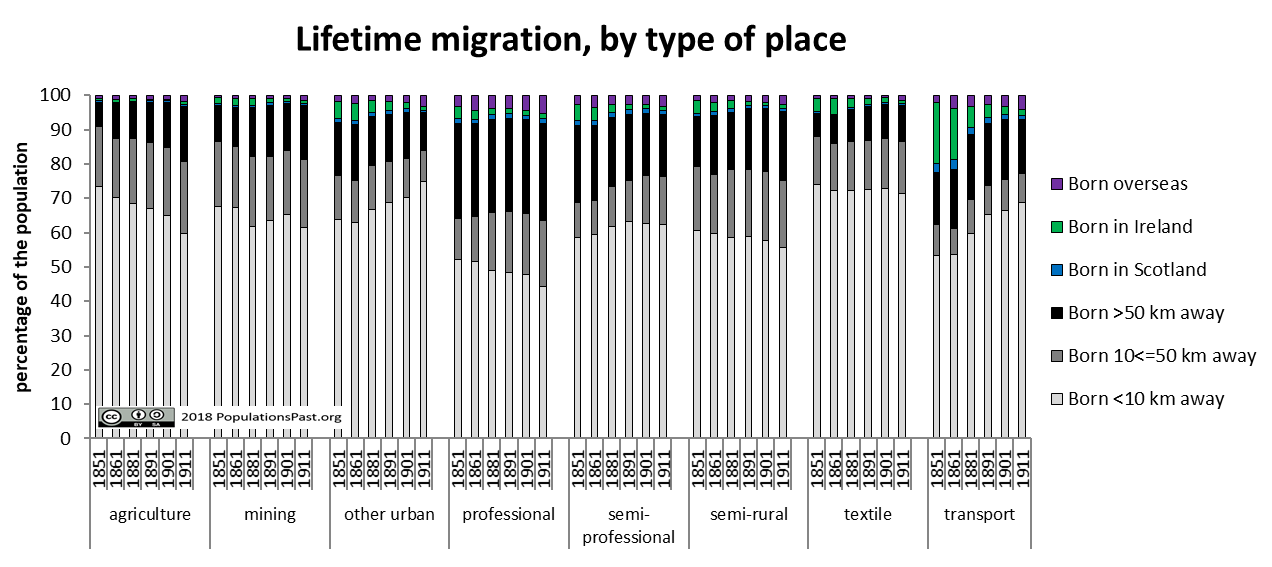 Lifetime migration, by type of place
percentage of the population
100
90
80
70
60
50
40
30
20
10
0
Born overseas
Born in Ireland
Born in Scotland
Born >50 km away
Born 10<=50 km away
Born <10 km away
cc
BY SA
2018 PopulationsPast.org
1851 1861 1881 1891 1901 1911
1851 1861 1881 1891 1901 1911
1851 1861 1881 1891 1901 1911
1851 1861 1881 1891 1901 1911
1851 1861 1881 1891 1901 1911
1851 1861 1881 1891 1901 1911
1851 1861 1881 1891 1901 1911
1851 1861 1881 1891 1901 1911
agriculture
mining
other urban
professional
semi-
professional
semi-rural
textile
transport